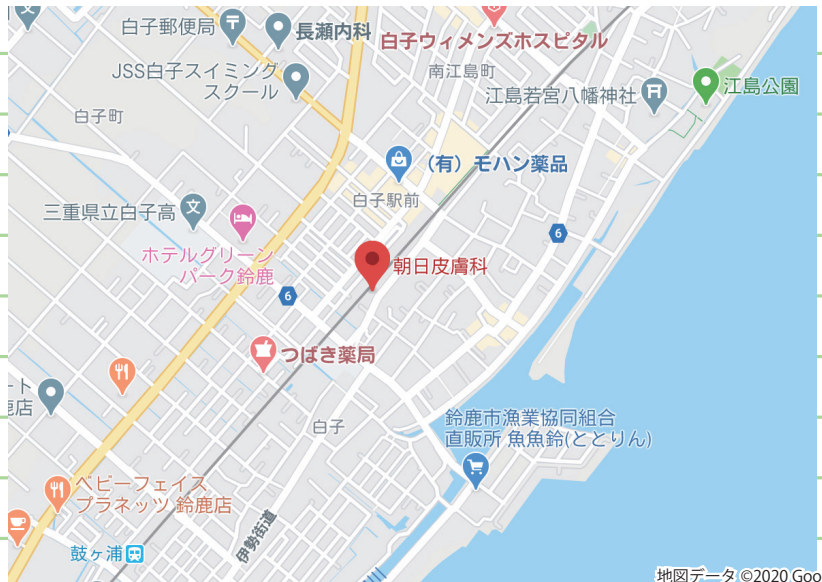 白子郵便局
長瀬内科
白子ウィメンズホスピタル
JSS白子スイミング
スクール
南江島町
江島若宮八幡神社
江島公園
白子町
（有）モハン薬品
白子駅前
三重県立白子高
6
ホテルグリーン
パーク鈴鹿
朝日皮膚科
6
つばき薬局
ート
鹿店
白子
鈴鹿市漁業協同組合
直販所 魚魚鈴(ととりん)
ベビーフェイス
プラネッツ 鈴鹿店
伊勢街道
鼓ヶ浦
地図データ ©2020 Goo